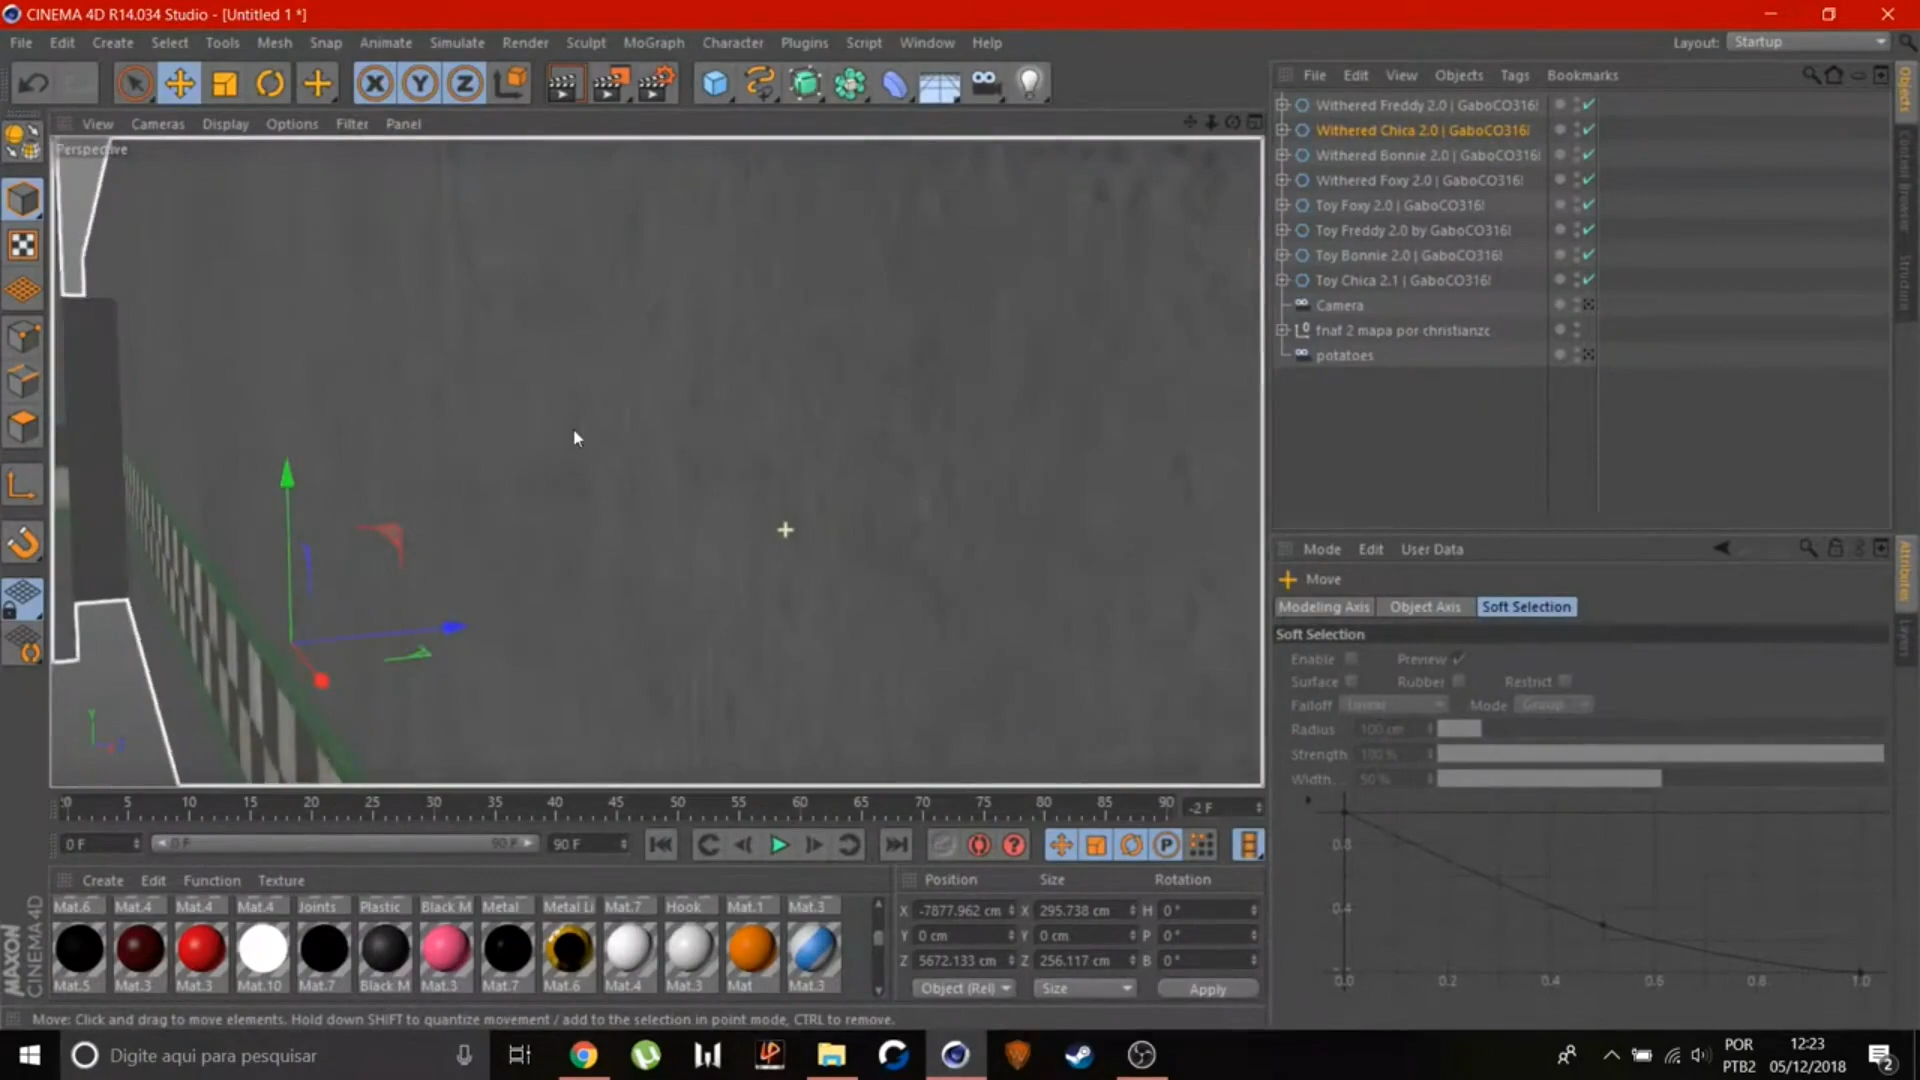 CINEMA 4D R14.034 Studio - [Untitled 1 *]
File Edit Create Select Tools Mesh Snap Animate Simulate Render Sculpt MoGraph Character Plugins Script Window Help
Layout: Startup
File Edit View Objects Tags Bookmarks
View Cameras Display Options Filter Panel
Perspective
Withered Freddy 2.0 | GaboCO316!
Withered Chica 2.0 | GaboCO316!
Withered Bonnie 2.0 | GaboCO316!
Withered Foxy 2.0 | GaboCO316!
Toy Foxy 2.0 | GaboCO316!
Toy Freddy 2.0 by GaboCO316!
Toy Bonnie 2.0 | GaboCO316!
Toy Chica 2.1 | GaboCO316!
Camera
fnaf 2 mapa por christianzc
potatoes
Objects
Content Browser
Structure
Mode Edit User Data
Move
Modeling Axis Object Axis Soft Selection
Soft Selection
Enable Preview
Surface Rubber Restrict
Falloff Linear Mode Group
Radius 100 cm
Strength 100 %
Width 50 %
0.8
0.4
0.0 0.2 0.4 0.6 0.8 1.0
Attributes
Layers
0 5 10 15 20 25 30 35 40 45 50 55 60 65 70 75 80 85 90 -2 F
0 F 0 F 90 F 90 F
Create Edit Function Texture
Mat.6 Mat.4 Mat.4 Mat.4 Joints Plastic Black M Metal Metal Li Mat.7 Hook Mat.1 Mat.3
Mat.5 Mat.3 Mat.3 Mat.10 Mat.7 Black M Mat.3 Mat.7 Mat.6 Mat.4 Mat.3 Mat Mat.3
Position Size Rotation
X -7877.962 cm X 295.738 cm H 0 °
Y 0 cm Y 0 cm P 0 °
Z 5672.133 cm Z 256.117 cm B 0 °
Object (Rel) Size Apply
MAXON CINEMA 4D
Move: Click and drag to move elements. Hold down SHIFT to quantize movement / add to the selection in point mode, CTRL to remove.
Digite aqui para pesquisar
POR
PTB2
12:23
05/12/2018
2